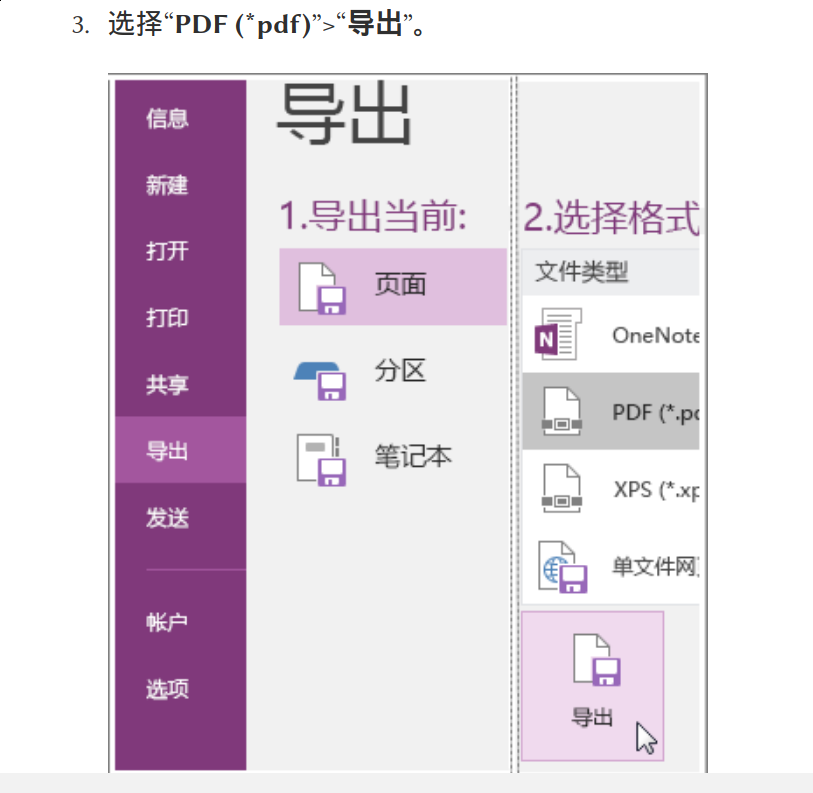 3. 选择“PDF (*pdf)”>“导出”。
导出
信息
新建
打开
打印
共享
导出
发送
帐户
选项
1.导出当前:
页面
分区
笔记本
2.选择格式
文件类型
OneNote
PDF (*.p
XPS (*.xp
单文件网
导出